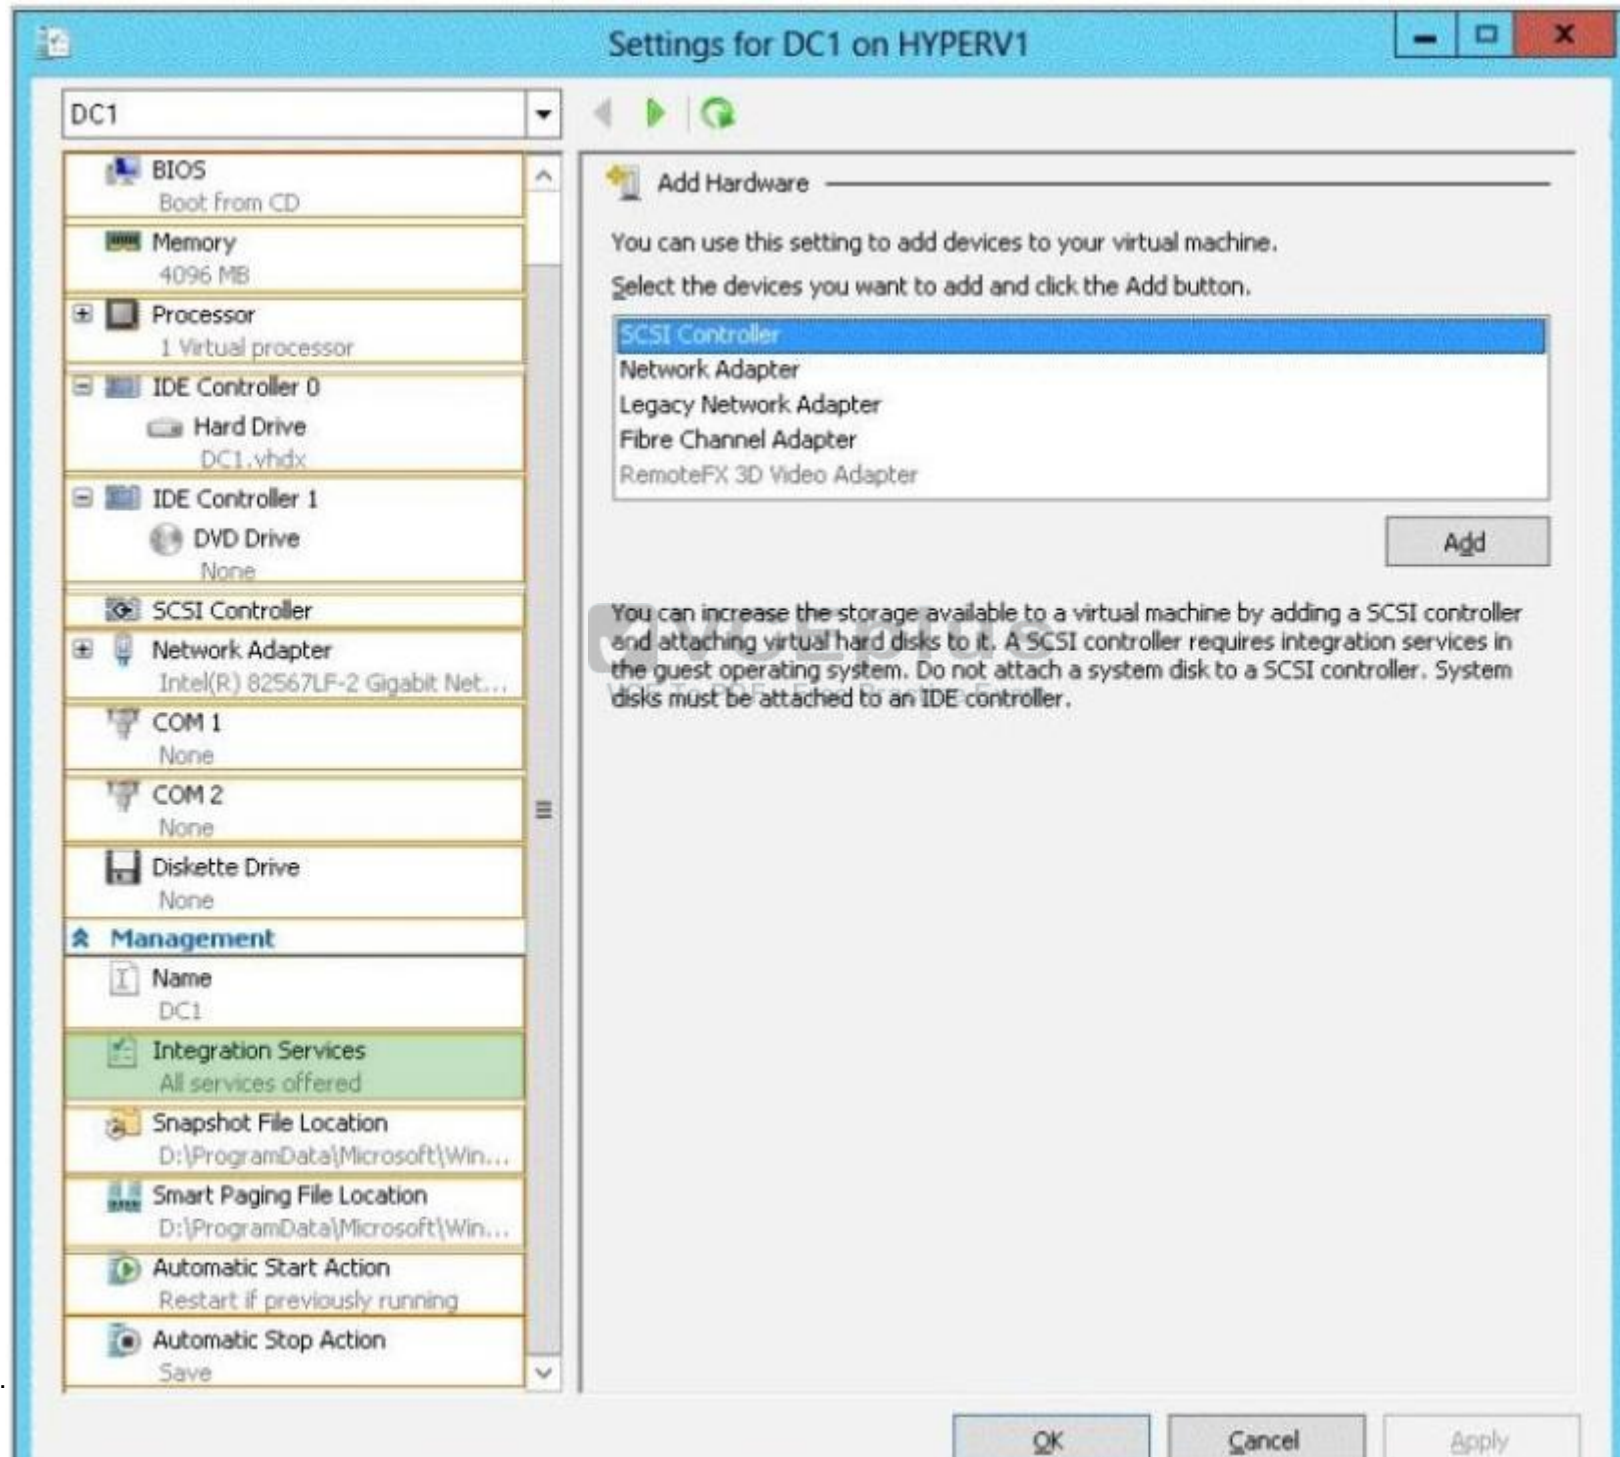 Settings for DC1 on HYPERV1
DC1
BIOS
Boot from CD
Memory
4096 MB
Processor
1 Virtual processor
IDE Controller 0
Hard Drive
DC1.vhdx
IDE Controller 1
DVD Drive
None
SCSI Controller
Network Adapter
Intel(R) 82567LF-2 Gigabit Net...
COM 1
None
COM 2
None
Diskette Drive
None
Management
Name
DC1
Integration Services
All services offered
Snapshot File Location
D:\ProgramData\Microsoft\Win...
Smart Paging File Location
D:\ProgramData\Microsoft\Win...
Automatic Start Action
Restart if previously running
Automatic Stop Action
Save
Add Hardware
You can use this setting to add devices to your virtual machine.
Select the devices you want to add and click the Add button.
SCSI Controller
Network Adapter
Legacy Network Adapter
Fibre Channel Adapter
RemoteFX 3D Video Adapter
Add
You can increase the storage available to a virtual machine by adding a SCSI controller
and attaching virtual hard disks to it. A SCSI controller requires integration services in
the guest operating system. Do not attach a system disk to a SCSI controller. System
disks must be attached to an IDE controller.
OK
Cancel
Apply